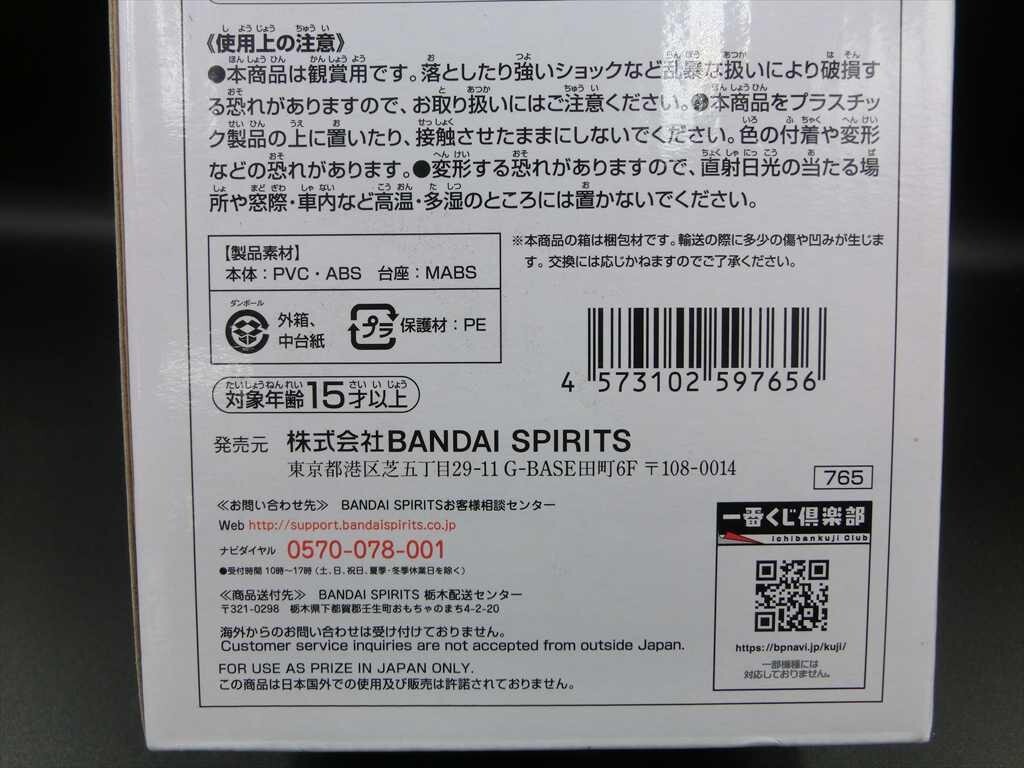 《使用上の注意》
●本商品は観賞用です。落としたり強いショックなど乱暴な扱いにより破損す
る恐れがありますので、お取り扱いにはご注意ください。●本商品をプラスチッ
ク製品の上に置いたり、接触させたままにしないでください。色の付着や変形
などの恐れがあります。●変形する恐れがありますので、直射日光の当たる場
所や窓際・車内など高温・多湿のところには置かないでください。
【製品素材】
本体：PVC・ABS 台座：MABS
ダンボール
外箱、
中台紙
プラ
保護材：PE
※本商品の箱は梱包材です。輸送の際に多少の傷や凹みが生じま
す。交換には応じかねますのでご了承ください。
4 573102 597656
対象年齢15才以上
発売元 株式会社BANDAI SPIRITS
東京都港区芝五丁目29-11 G-BASE田町6F 〒108-0014
765
≪お問い合わせ先≫ BANDAI SPIRITSお客様相談センター
Web http://support.bandaispirits.co.jp
ナビダイヤル 0570-078-001
●受付時間 10時〜17時（土、日、祝日、夏季・冬季休業日を除く）
≪商品送付先≫ BANDAI SPIRITS 栃木配送センター
〒321-0298 栃木県下都賀郡壬生町おもちゃのまち4-2-20
海外からのお問い合わせは受け付けておりません。
Customer service inquiries are not accepted from outside Japan.
FOR USE AS PRIZE IN JAPAN ONLY.
この商品は日本国外での使用及び販売は許諾されておりません。
一番くじ倶楽部
Ichibankuji Club
https://bpnavi.jp/kuji/
一部機種には
対応しておりません。